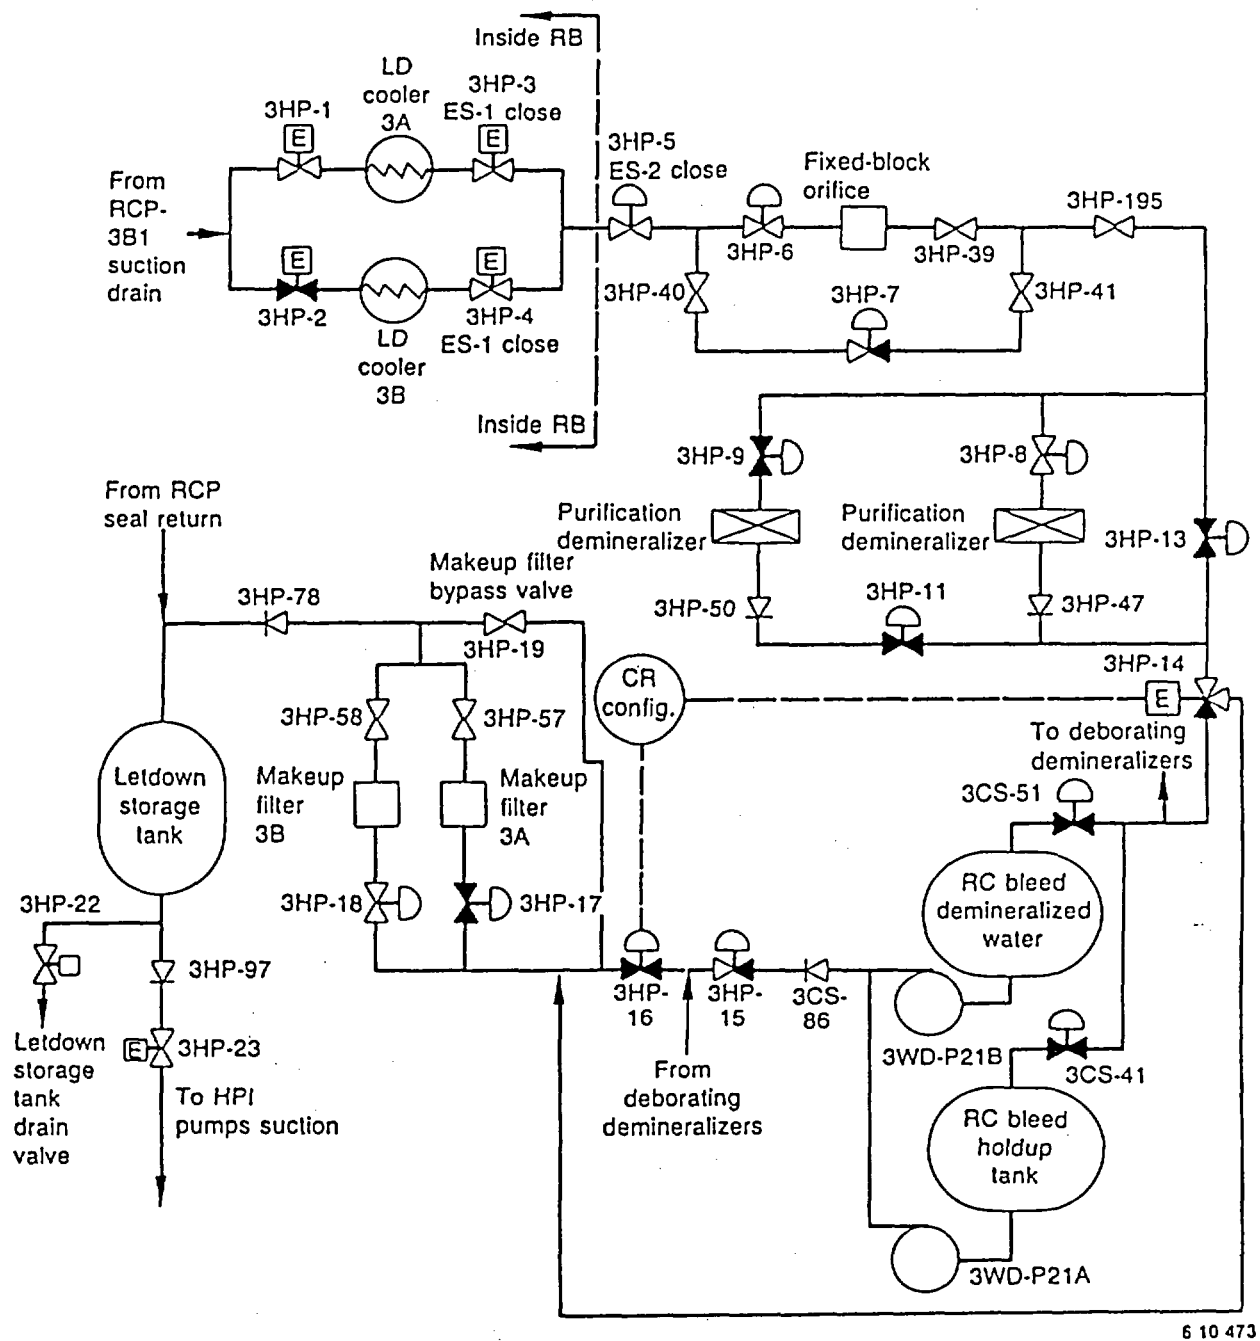 Inside RB
LD
cooler
3A
3HP-1
E
3HP-3
ES-1 close
E
3HP-5
ES-2 close
Fixed-block
orifice
3HP-195
From
RCP-
3B1
suction
drain
3HP-6
3HP-39
E
3HP-2
E
3HP-4
ES-1 close
LD
cooler
3B
3HP-40
3HP-7
3HP-41
Inside RB
3HP-9
3HP-8
From RCP
seal return
Purification
demineralizer
Purification
demineralizer
3HP-13
Makeup filter
bypass valve
3HP-78
3HP-19
3HP-50
3HP-11
3HP-47
3HP-14
E
CR
config.
3HP-58
3HP-57
To deborating
demineralizers
Letdown
storage
tank
Makeup
filter
3B
Makeup
filter
3A
3CS-51
RC bleed
demineralized
water
3HP-22
3HP-18
3HP-17
3HP-97
3HP-
16
3HP-
15
3CS-
86
E
3HP-23
3WD-P21B
3CS-41
Letdown
storage
tank
drain
valve
To HPI
pumps suction
From
deborating
demineralizers
RC bleed
holdup
tank
3WD-P21A
6 10 473